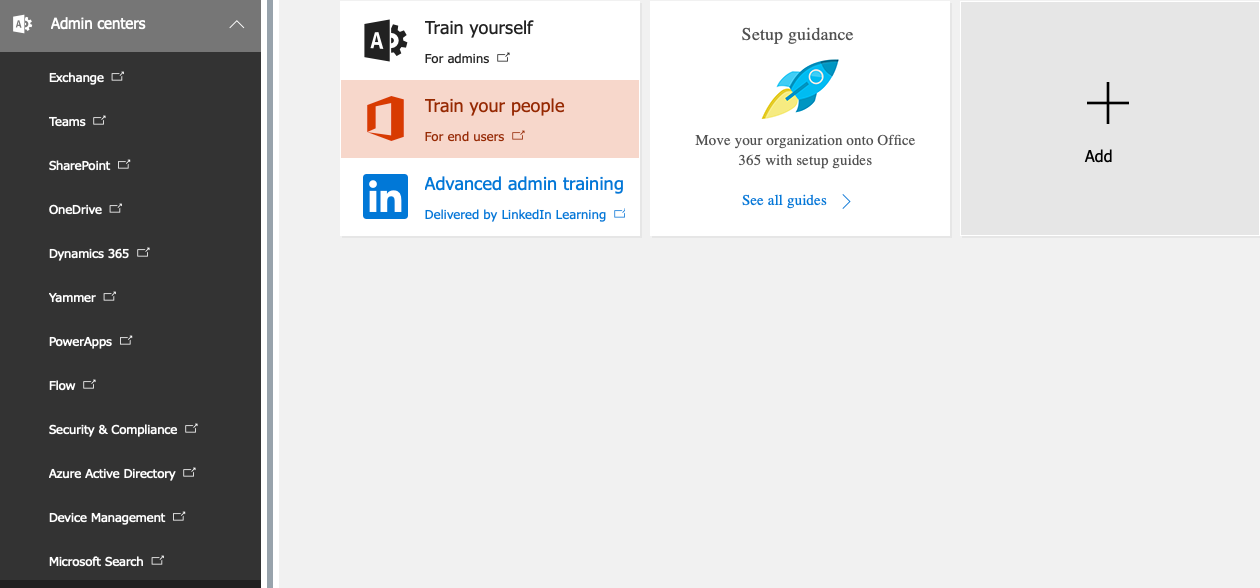 Admin centers
Exchange
Teams
SharePoint
OneDrive
Dynamics 365
Yammer
PowerApps
Flow
Security & Compliance
Azure Active Directory
Device Management
Microsoft Search
A
Train yourself
For admins
Train your people
For end users
in
Advanced admin training
Delivered by LinkedIn Learning
Setup guidance
Move your organization onto Office
365 with setup guides
See all guides
Add